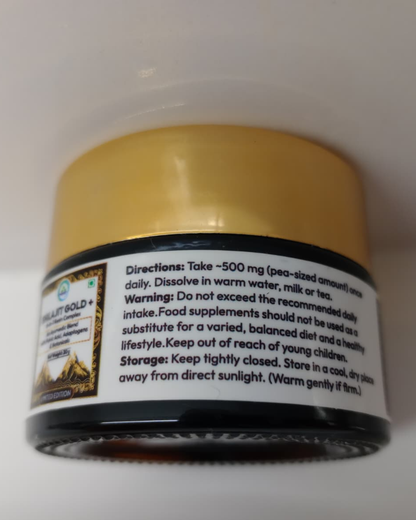 GOLD +
Directions: Take ~500 mg (pea-sized amount) once
daily. Dissolve in warm water, milk or tea.
Warning: Do not exceed the recommended daily
intake.Food supplements should not be used as a
substitute for a varied, balanced diet and a healthy
lifestyle.Keep out of reach of young children.
Storage: Keep tightly closed. Store in a cool, dry place
away from direct sunlight. (Warm gently if firm.)